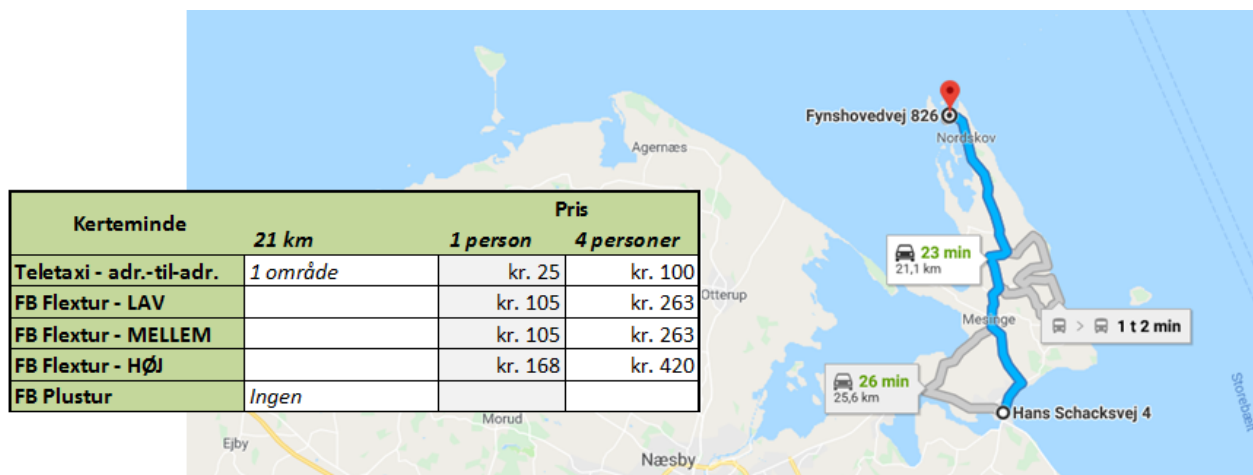 Kerteminde
Pris
21 km 1 person 4 personer
Teletaxi - adr.-til-adr. 1 område kr. 25 kr. 100
FB Flextur - LAV kr. 105 kr. 263
FB Flextur - MELLEM kr. 105 kr. 263
FB Flextur - HØJ kr. 168 kr. 420
FB Plustur Ingen
Fynshovedvej 826
Nordskov
Agernæs
23 min
21,1 km
Otterup
Mesinge
1 t 2 min
26 min
25,6 km
Hans Schacksvej 4
Storebælt
Morud
Ejby
Næsby